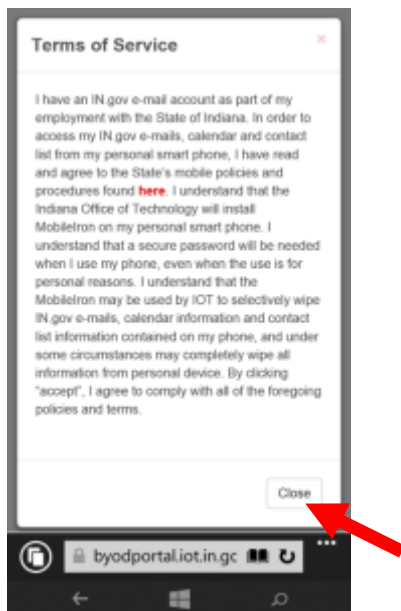 Terms of Service
×
I have an IN.gov e-mail account as part of my
employment with the State of Indiana. In order to
access my IN.gov e-mails, calendar and contact
list from my personal smart phone, I have read
and agree to the State's mobile policies and
procedures found here. I understand that the
Indiana Office of Technology will install
MobileIron on my personal smart phone. I
understand that a secure password will be needed
when I use my phone, even when the use is for
personal reasons. I understand that the
MobileIron may be used by IOT to selectively wipe
IN.gov e-mails, calendar information and contact
list information contained on my phone, and under
some circumstances may completely wipe all
information from personal device. By clicking
"accept", I agree to comply with all of the foregoing
policies and terms.
Close
byodportal.iot.in.gc